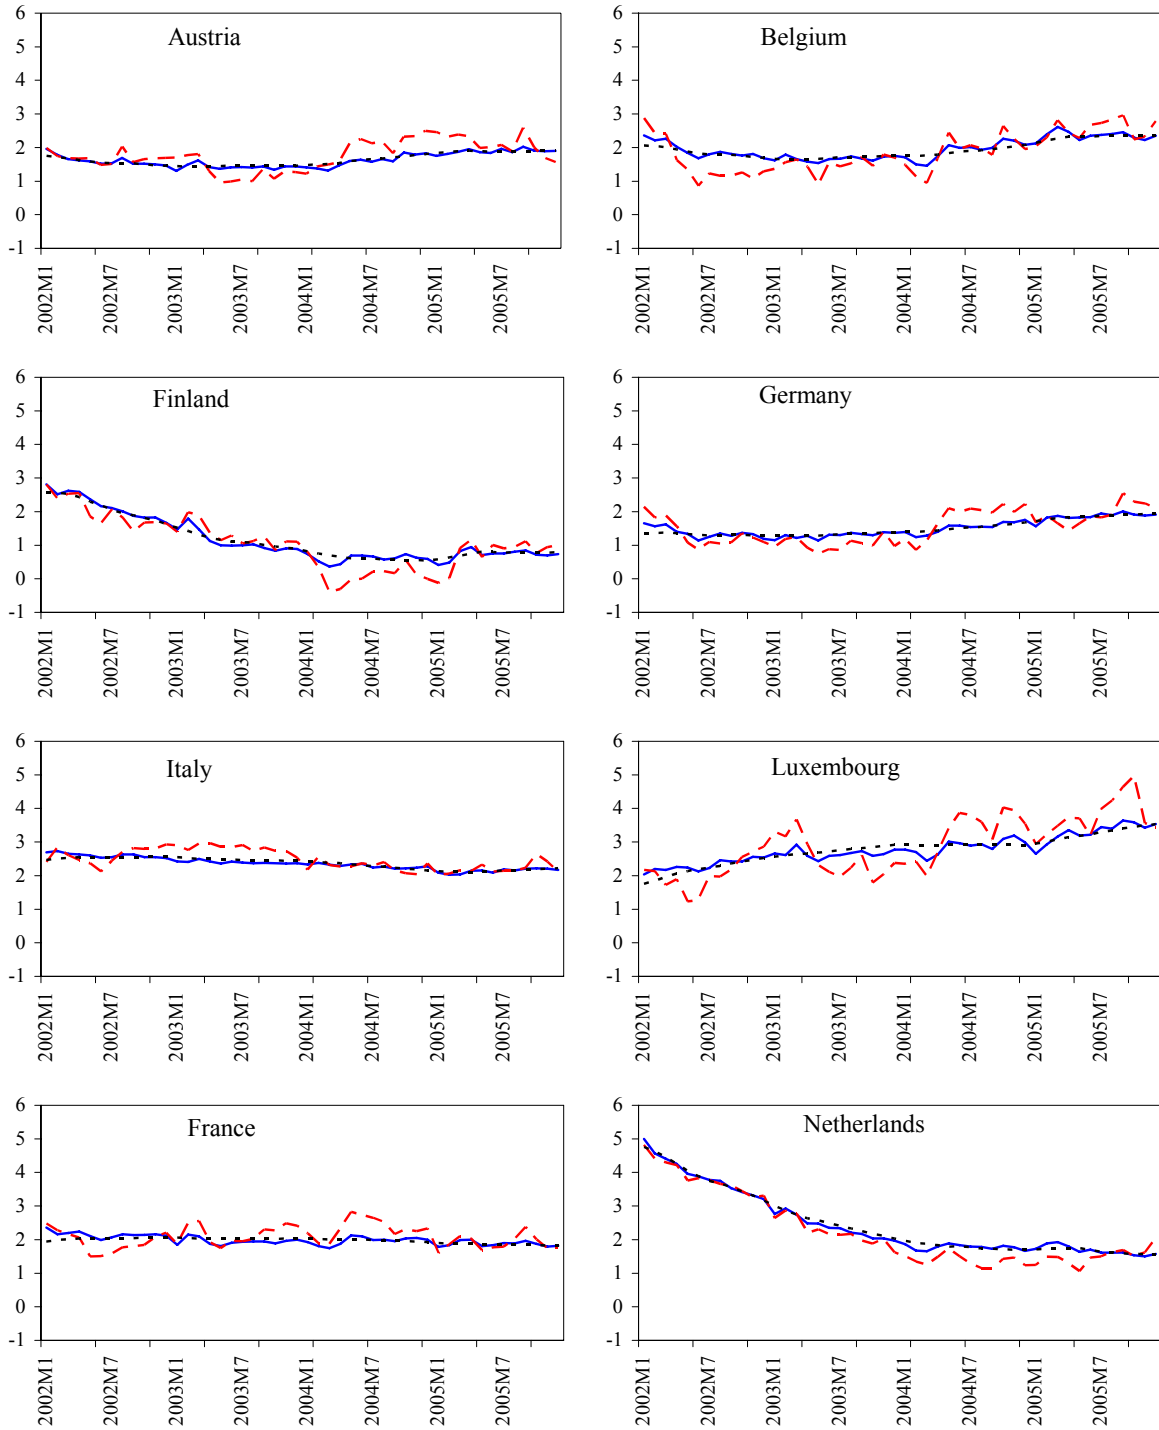 6
Austria
5
4
3
2
1
0
-1
2002M1
2002M7
2003M1
2003M7
2004M1
2004M7
2005M1
2005M7
6
Belgium
5
4
3
2
1
0
-1
2002M1
2002M7
2003M1
2003M7
2004M1
2004M7
2005M1
2005M7
6
Finland
5
4
3
2
1
0
-1
2002M1
2002M7
2003M1
2003M7
2004M1
2004M7
2005M1
2005M7
6
Germany
5
4
3
2
1
0
-1
2002M1
2002M7
2003M1
2003M7
2004M1
2004M7
2005M1
2005M7
6
Italy
5
4
3
2
1
0
-1
2002M1
2002M7
2003M1
2003M7
2004M1
2004M7
2005M1
2005M7
6
Luxembourg
5
4
3
2
1
0
-1
2002M1
2002M7
2003M1
2003M7
2004M1
2004M7
2005M1
2005M7
6
France
5
4
3
2
1
0
-1
2002M1
2002M7
2003M1
2003M7
2004M1
2004M7
2005M1
2005M7
6
Netherlands
5
4
3
2
1
0
-1
2002M1
2002M7
2003M1
2003M7
2004M1
2004M7
2005M1
2005M7